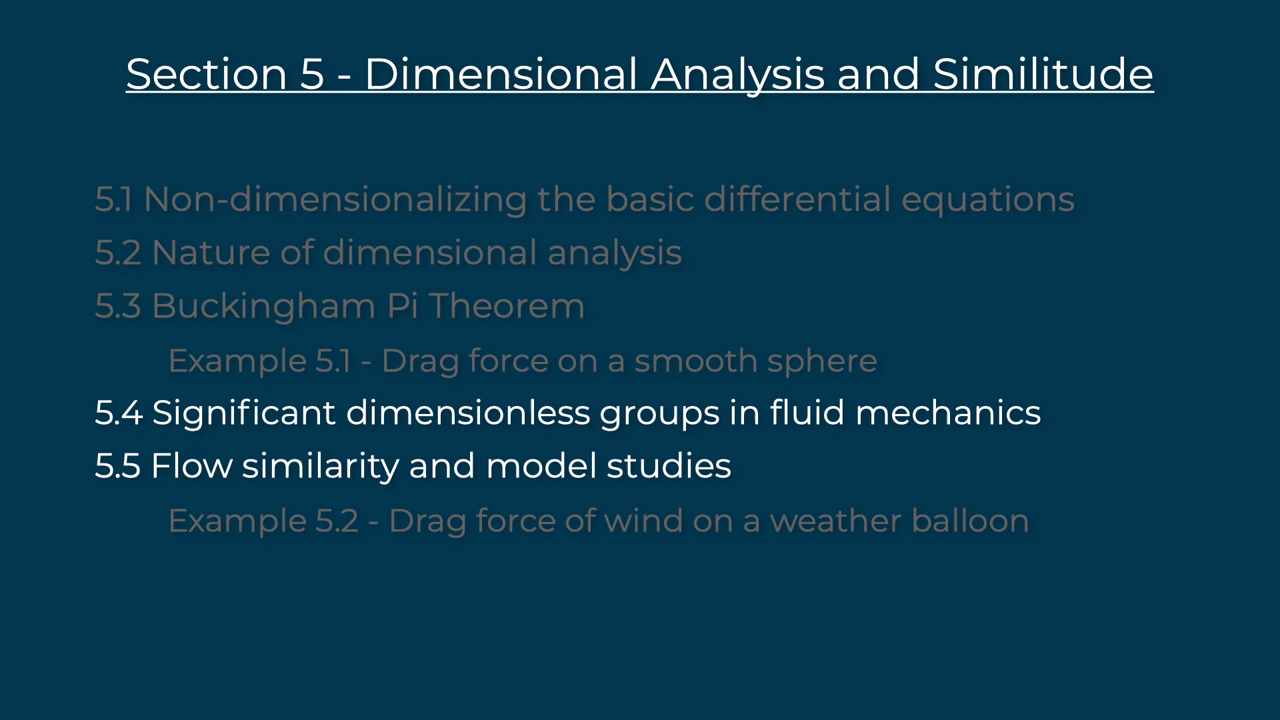 Section 5 - Dimensional Analysis and Similitude
5.1 Non-dimensionalizing the basic differential equations
5.2 Nature of dimensional analysis
5.3 Buckingham Pi Theorem
Example 5.1 - Drag force on a smooth sphere
5.4 Significant dimensionless groups in fluid mechanics
5.5 Flow similarity and model studies
Example 5.2 - Drag force of wind on a weather balloon